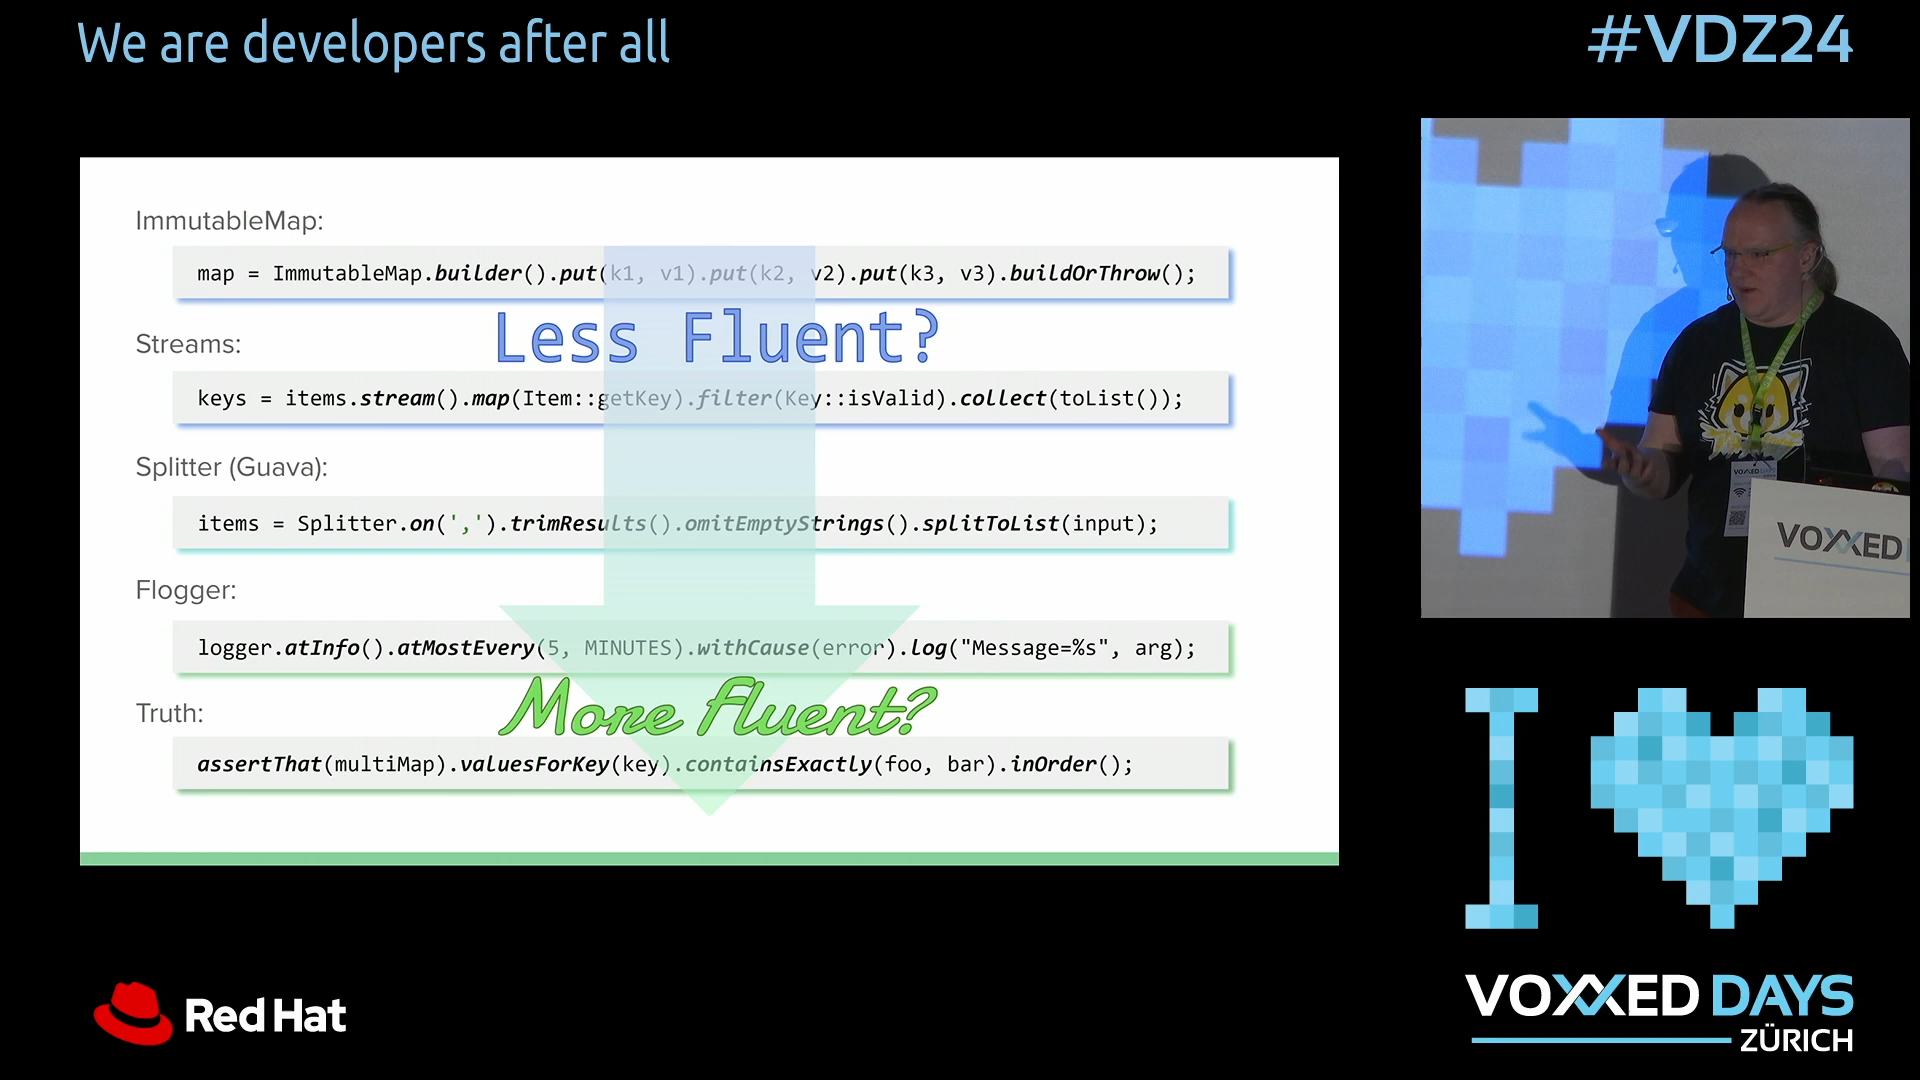 We are developers after all
#VDZ24
ImmutableMap:
map = ImmutableMap.builder().put(k1, v1).put(k2, v2).put(k3, v3).buildOrThrow();
Less Fluent?
Streams:
keys = items.stream().map(Item::getKey).filter(Key::isValid).collect(toList());
Splitter (Guava):
items = Splitter.on(',').trimResults().omitEmptyStrings().splitToList(input);
Flogger:
logger.atInfo().atMostEvery(5, MINUTES).withCause(error).log("Message=%s", arg);
More fluent?
Truth:
assertThat(multiMap).valuesForKey(key).containsExactly(foo, bar).inOrder();
VOXXED DAYS
VOXXED
I
Red Hat
VOXXED DAYS
ZÜRICH